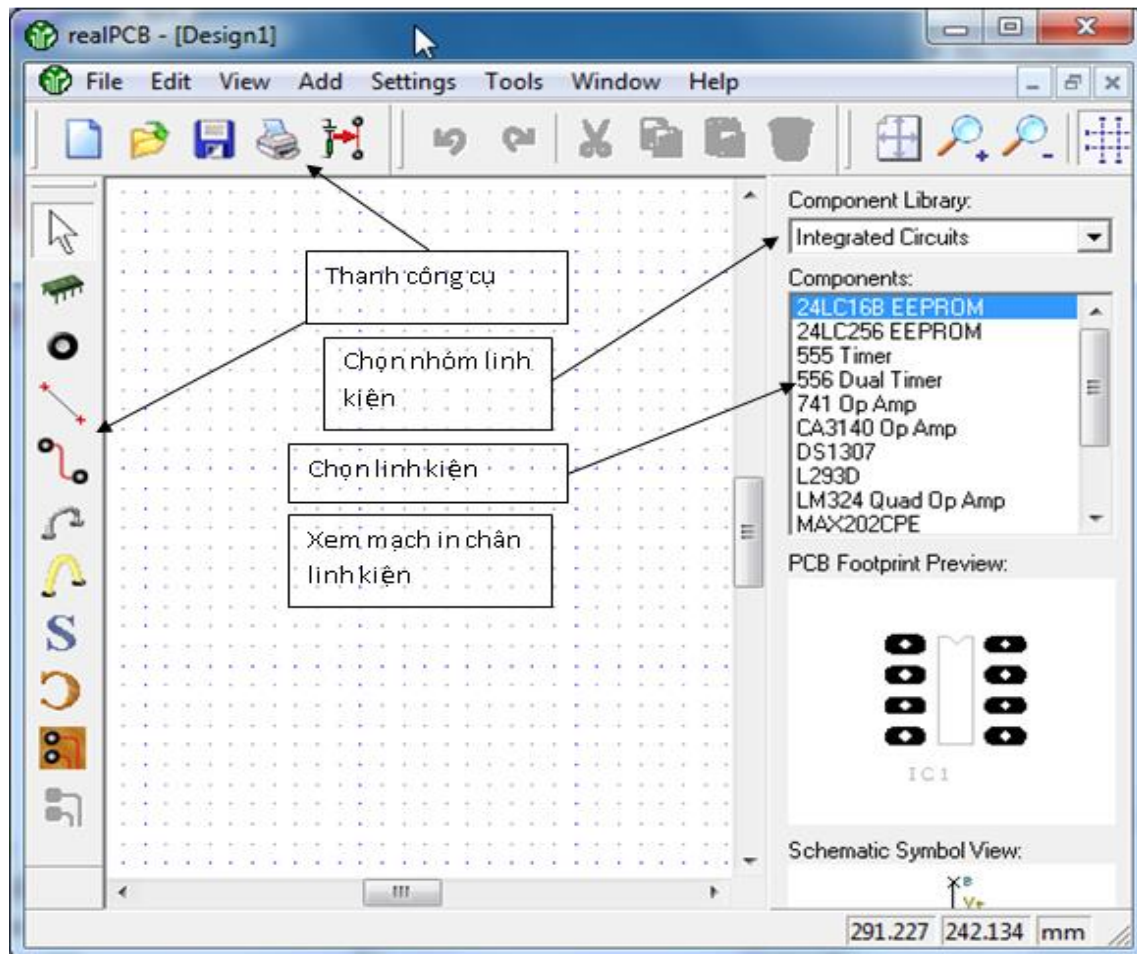 realPCB - [Design1]
File Edit View Add Settings Tools Window Help
Component Library:
Integrated Circuits
Components:
24LC16B EEPROM
24LC256 EEPROM
555 Timer
556 Dual Timer
741 Op Amp
CA3140 Op Amp
DS1307
L293D
LM324 Quad Op Amp
MAX202CPE
Thanh công cụ
Chọn nhóm linh
kiện
Chọn linh kiện
Xem mạch in chân
linh kiện
S
PCB Footprint Preview:
IC1
Schematic Symbol View:
8
V+
291.227 242.134 mm